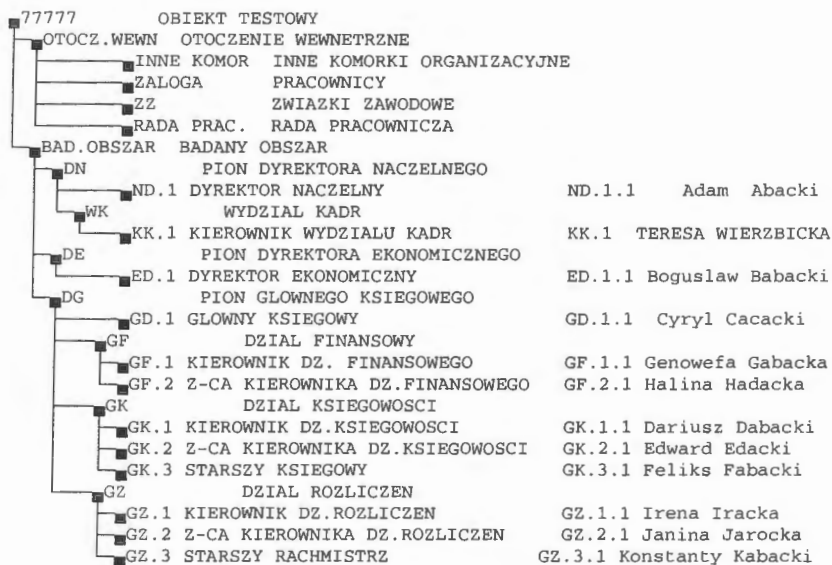 77777 OBIEKT TESTOWY
OTOCZ.WEWN OTOCZENIE WEWNETRZNE
INNE KOMOR INNE KOMORKI ORGANIZACYJNE
ZALOGA PRACOWNICY
ZZ ZWIAZKI ZAWODOWE
RADA PRAC. RADA PRACOWNICZA
BAD.OBSZAR BADANY OBSZAR
DN PION DYREKTORA NACZELNEGO
ND.1 DYREKTOR NACZELNY ND.1.1 Adam Abacki
WK WYDZIAL KADR
KK.1 KIEROWNIK WYDZIALU KADR KK.1 TERESA WIERZBICKA
DE PION DYREKTORA EKONOMICZNEGO
ED.1 DYREKTOR EKONOMICZNY ED.1.1 Boguslaw Babacki
DG PION GLOWNEGO KSIEGOWEGO
GD.1 GLOWNY KSIEGOWY GD.1.1 Cyryl Cacacki
GF DZIAL FINANSOWY
GF.1 KIEROWNIK DZ. FINANSOWEGO GF.1.1 Genowefa Gabacka
GF.2 Z-CA KIEROWNIKA DZ.FINANSOWEGO GF.2.1 Halina Hadacka
GK DZIAL KSIEGOWOSCI
GK.1 KIEROWNIK DZ.KSIEGOWOSCI GK.1.1 Dariusz Dabacki
GK.2 Z-CA KIEROWNIKA DZ.KSIEGOWOSCI GK.2.1 Edward Edacki
GK.3 STARSZY KSIEGOWY GK.3.1 Feliks Fabacki
GZ DZIAL ROZLICZEN
GZ.1 KIEROWNIK DZ.ROZLICZEN GZ.1.1 Irena Iracka
GZ.2 Z-CA KIEROWNIKA DZ.ROZLICZEN GZ.2.1 Janina Jarocka
GZ.3 STARSZY RACHMISTRZ GZ.3.1 Konstanty Kabacki